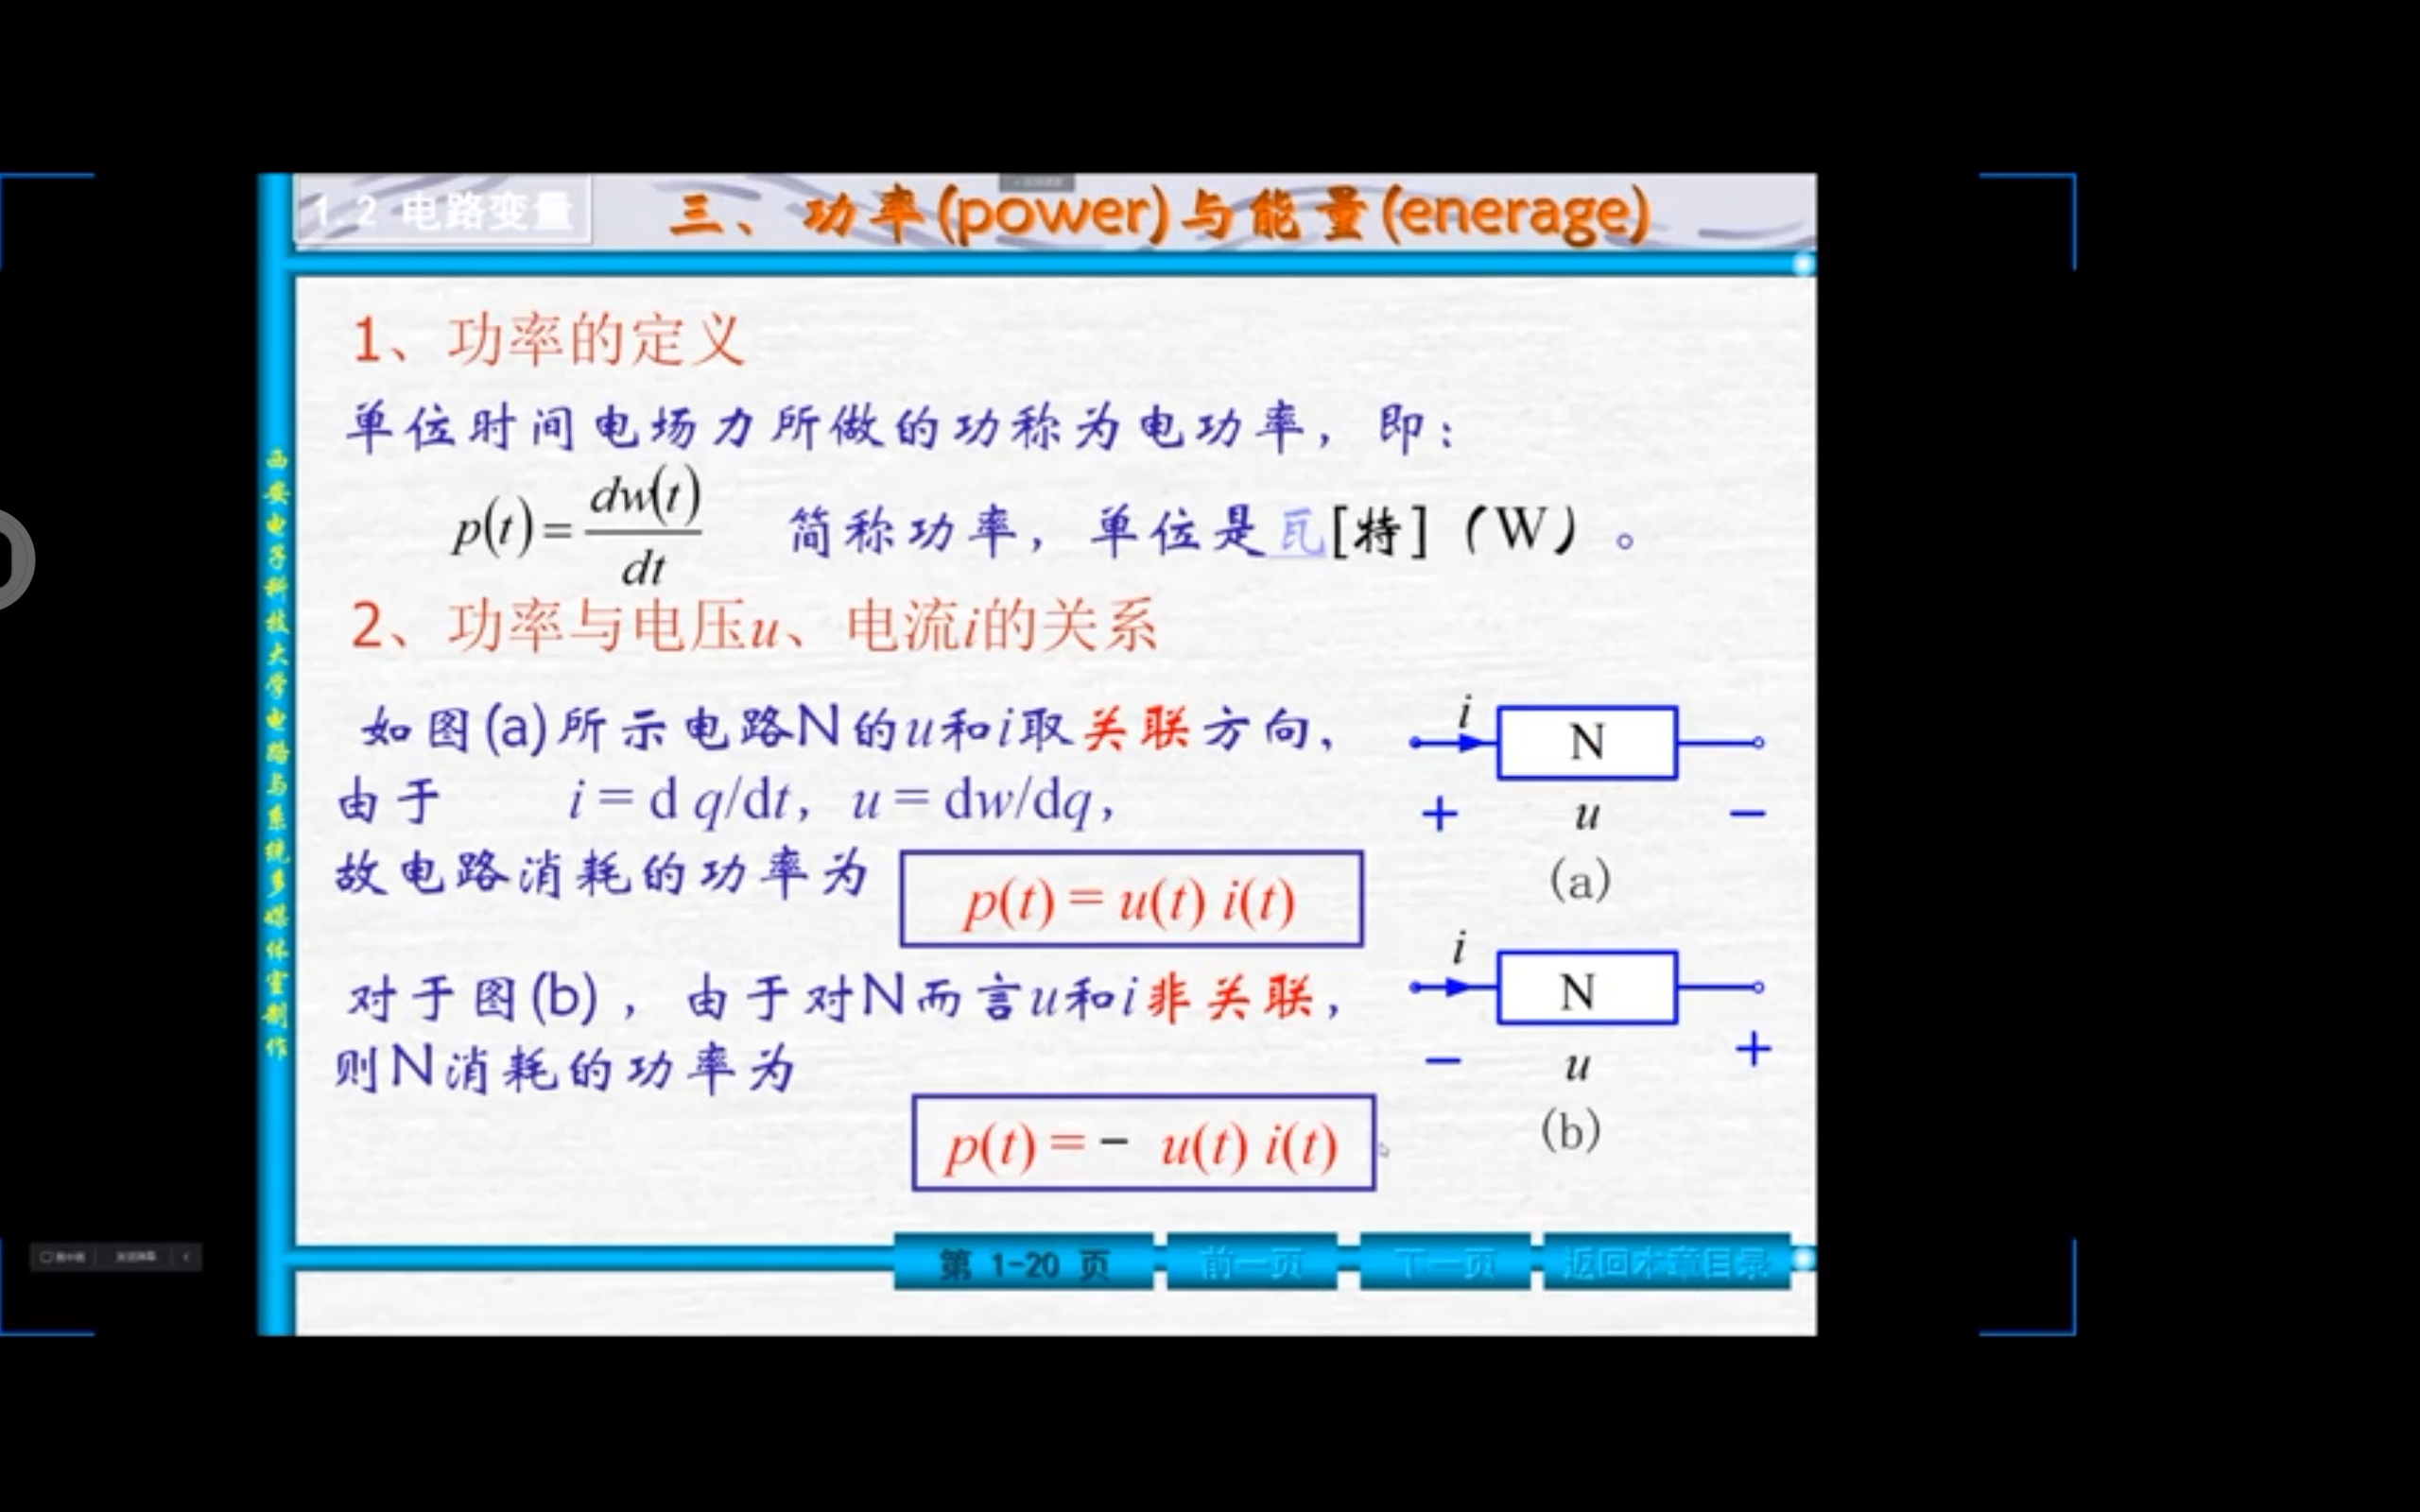 1.2 电路变量
三、功率(power)与能量(enerage)
1、功率的定义
单位时间电场力所做的功称为电功率，即：
p(t)=dw(t)/dt 简称功率，单位是瓦[特]（W）。
2、功率与电压u、电流i的关系
如图(a)所示电路N的u和i取关联方向，
由于 i = d q/dt，u = dw/dq，
故电路消耗的功率为 p(t) = u(t) i(t)
i
N
+ u −
(a)
对于图(b)，由于对N而言u和i非关联，
则N消耗的功率为
p(t) = − u(t) i(t)
i
N
− u +
(b)
西安电子科技大学电路与系统多媒体室制作
第 1-20 页 前一页 下一页 返回本章目录